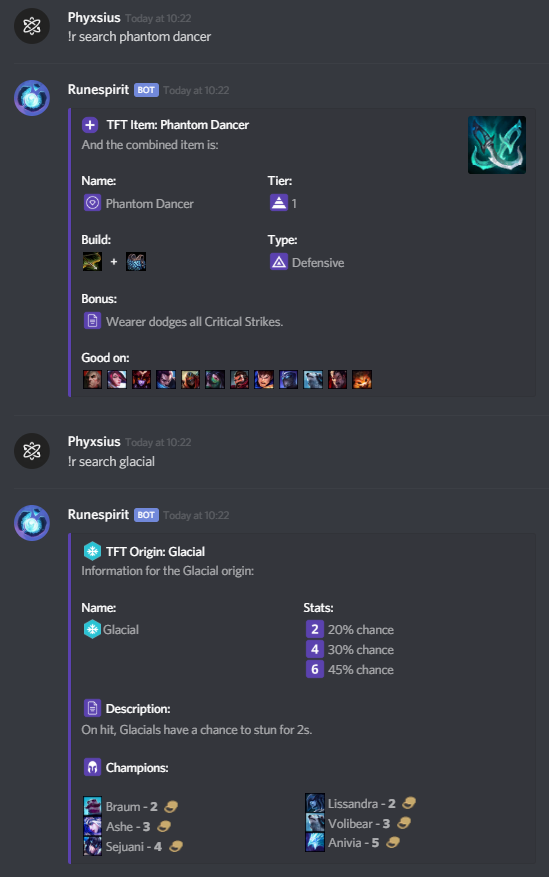 Phyxsius Today at 10:22
!r search phantom dancer
Runespirit BOT Today at 10:22
TFT Item: Phantom Dancer
And the combined item is:
Name: Tier:
Phantom Dancer 1
Build: Type:
+ Defensive
Bonus:
Wearer dodges all Critical Strikes.
Good on:
Phyxsius Today at 10:22
!r search glacial
Runespirit BOT Today at 10:22
TFT Origin: Glacial
Information for the Glacial origin:
Name: Stats:
Glacial 2 20% chance
4 30% chance
6 45% chance
Description:
On hit, Glacials have a chance to stun for 2s.
Champions:
Braum - 2 Lissandra - 2
Ashe - 3 Volibear - 3
Sejuani - 4 Anivia - 5